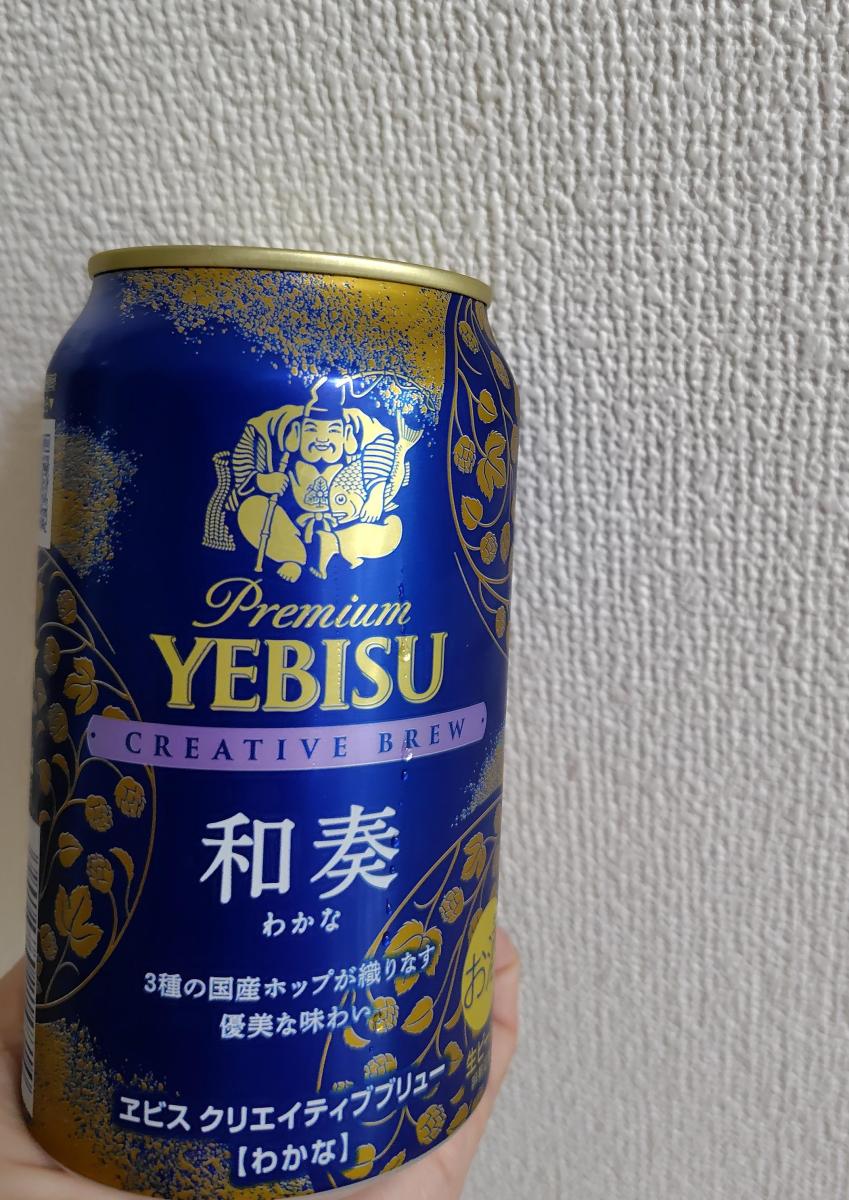 Premium
YEBISU
CREATIVE BREW
和奏
わかな
3種の国産ホップが織りなす
優美な味わい。
ヱビス クリエイティブブリュー
【わかな】